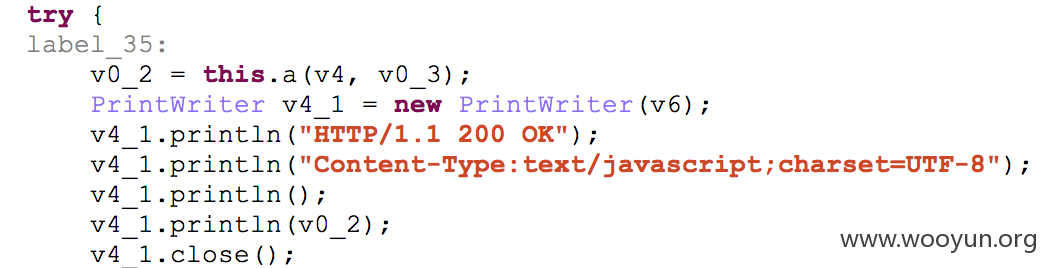 try {
label_35:
    v0_2 = this.a(v4, v0_3);
    PrintWriter v4_1 = new PrintWriter(v6);
    v4_1.println("HTTP/1.1 200 OK");
    v4_1.println("Content-Type:text/javascript;charset=UTF-8");
    v4_1.println();
    v4_1.println(v0_2);
    v4_1.close();
www.wooyun.org